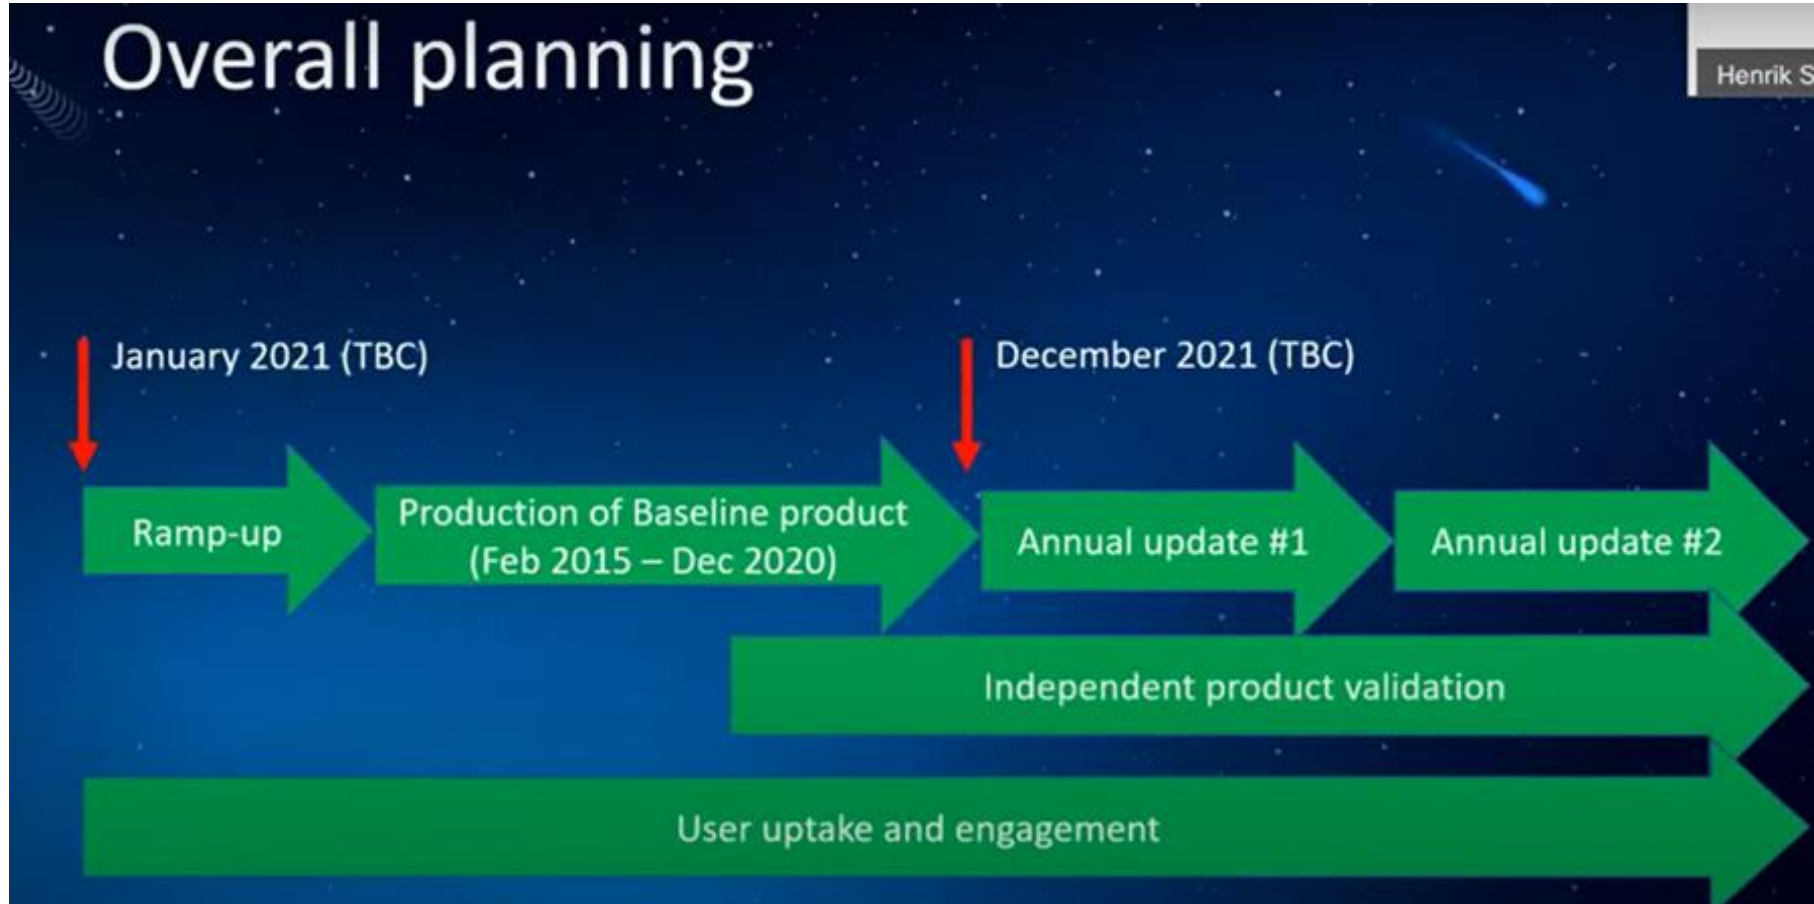 Overall planning
Henrik S
January 2021 (TBC)
December 2021 (TBC)
Ramp-up
Production of Baseline product
(Feb 2015 – Dec 2020)
Annual update #1
Annual update #2
Independent product validation
User uptake and engagement